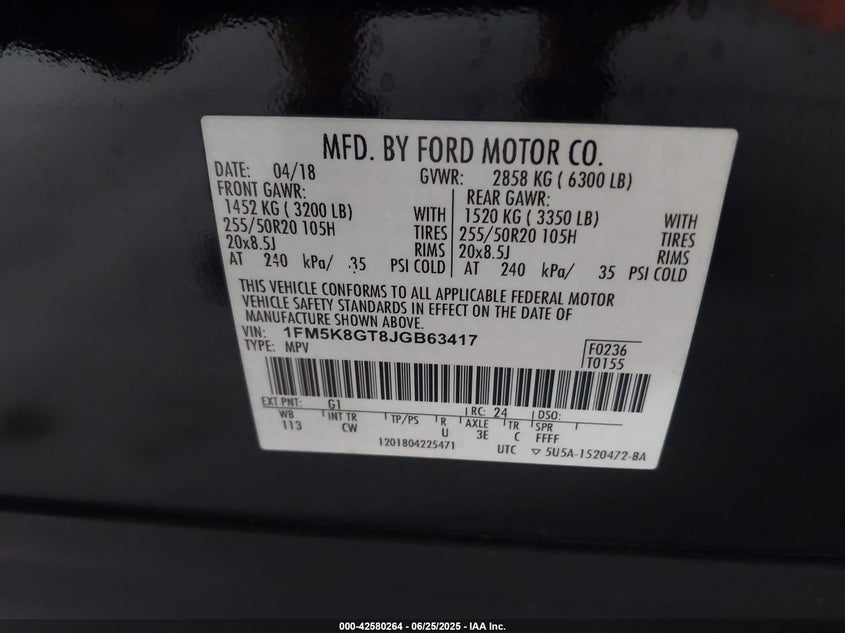 MFD. BY FORD MOTOR CO.
DATE: 04/18 GVWR: 2858 KG ( 6300 LB)
FRONT GAWR: REAR GAWR:
1452 KG ( 3200 LB) WITH 1520 KG ( 3350 LB) WITH
255/50R20 105H TIRES 255/50R20 105H TIRES
20x8.5J RIMS 20x8.5J RIMS
AT 240 kPa/ 35 PSI COLD AT 240 kPa/ 35 PSI COLD
THIS VEHICLE CONFORMS TO ALL APPLICABLE FEDERAL MOTOR
VEHICLE SAFETY STANDARDS IN EFFECT ON THE DATE OF
MANUFACTURE SHOWN ABOVE.
VIN: 1FM5K8GT8JGB63417
TYPE: MPV F0236
T0155
EXT PNT: G1 RC: 24 DSO:
WB INT TR TP/PS R AXLE TR SPR
113 CW U 3E C FFFF
1201804225471 UTC ▽ 5U5A-1520472-BA
000-42580264 - 06/25/2025 - IAA Inc.